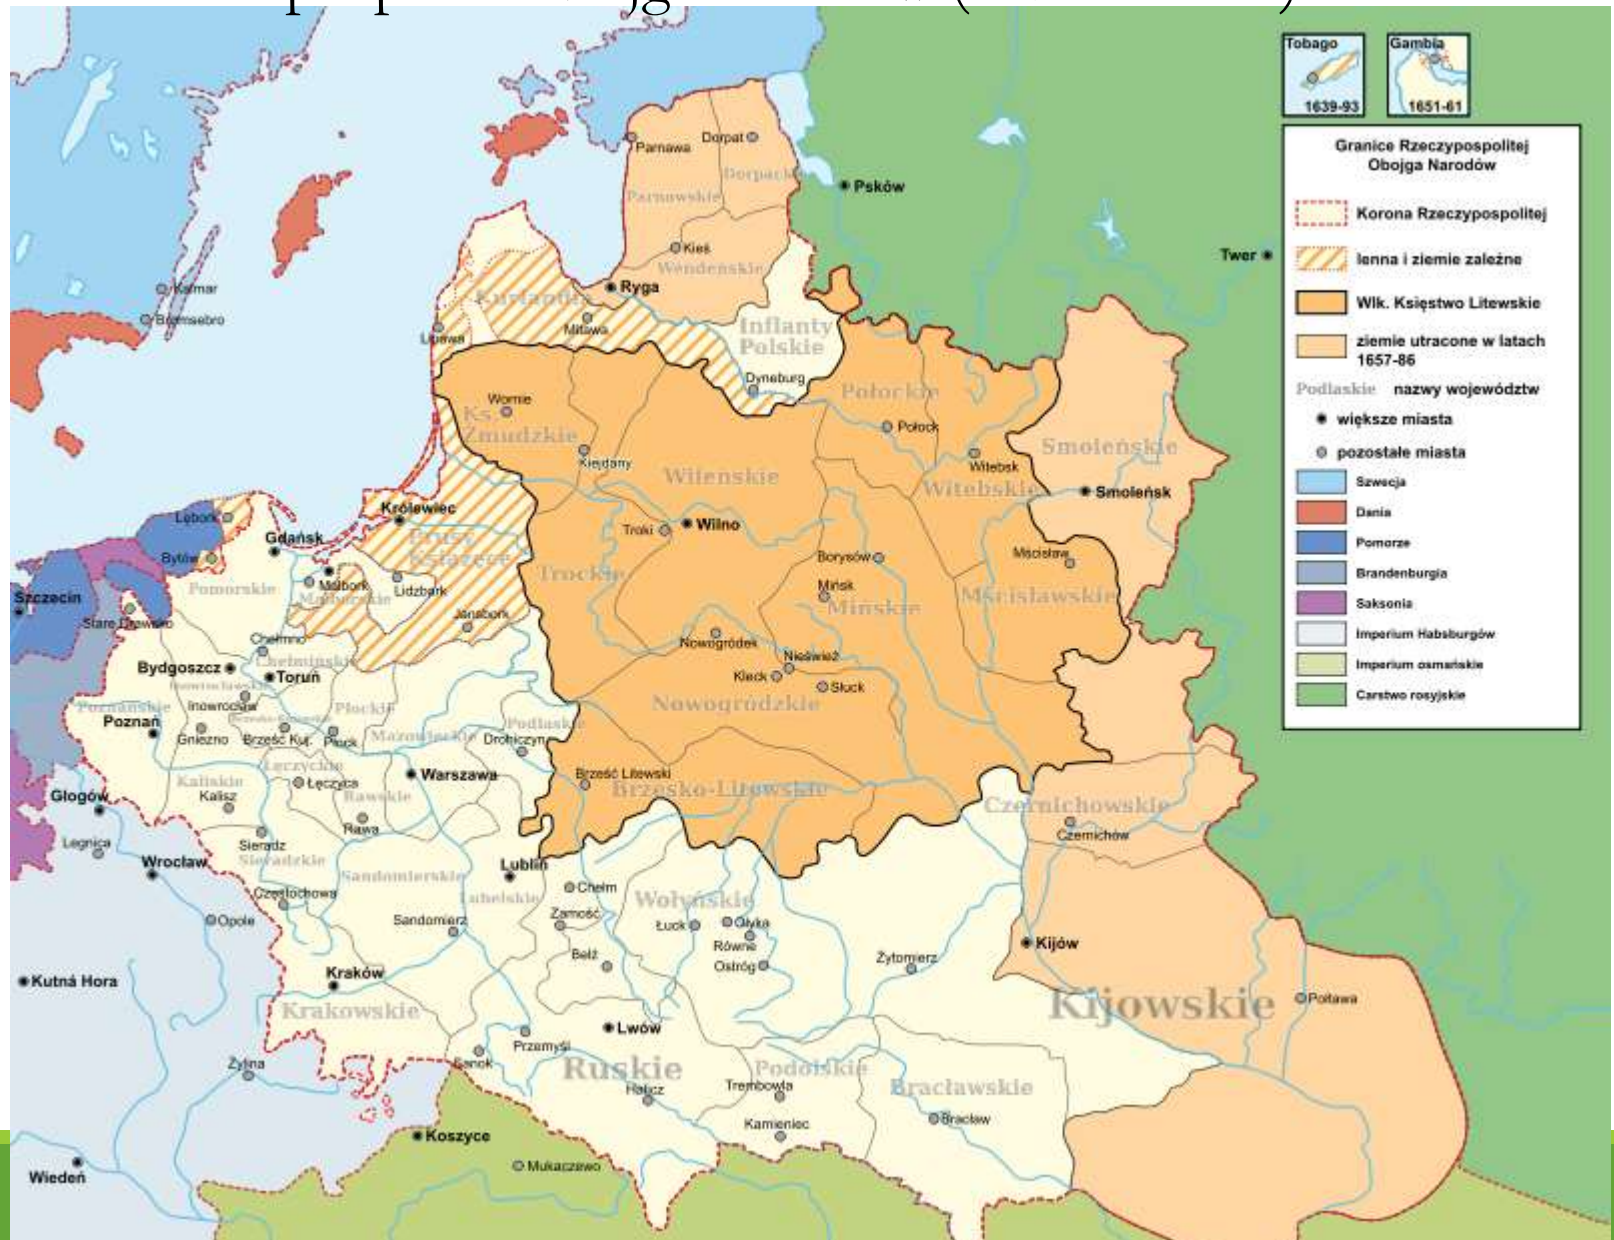 Tobago
1639-93
Gambia
1651-61
Granice Rzeczypospolitej
Obojga Narodów
Korona Rzeczypospolitej
lenna i ziemie zależne
Wlk. Księstwo Litewskie
ziemie utracone w latach
1657-86
Podlaskie nazwy województw
większe miasta
pozostałe miasta
Szwecja
Dania
Pomorze
Brandenburgia
Saksonia
Imperium Habsburgów
Imperium osmańskie
Carstwo rosyjskie
Parnawa
Dorpat
Dorpackie
Parnawskie
Psków
Kieś
Wendeńskie
Twer
Ryga
Kalmar
Bromsebro
Kurlandia
Mitawa
Lipawa
Inflanty
Polskie
Dyneburg
Wornie
Ks.
Żmudzkie
Kiejdany
Połockie
Połock
Witebsk
Witebskie
Smoleńskie
Smoleńsk
Wileńskie
Wilno
Troki
Trockie
Borysów
Mińsk
Mińskie
Mścisław
Mścisławskie
Lębork
Bytów
Gdańsk
Królewiec
Prusy
Książęce
Pomorskie
Malbork
Malborskie
Lidzbark
Jansbork
Szczecin
Stare Drawsko
Chełmno
Chełmińskie
Bydgoszcz
Toruń
Inowrocławskie
Inowrocław
Poznańskie
Poznań
Gniezno
Brześć Kuj.
Płock
Płockie
Mazowieckie
Podlaskie
Drohiczyn
Nowogródek
Nieśwież
Kleck
Słuck
Nowogródzkie
Łęczyckie
Łęczyca
Warszawa
Kaliskie
Kalisz
Rawskie
Rawa
Brześć Litewski
Brzesko-Litewskie
Głogów
Legnica
Wrocław
Sieradz
Sieradzkie
Sandomierskie
Lublin
Lubelskie
Czernichowskie
Czernichów
Częstochowa
Opole
Sandomierz
Chełm
Zamość
Bełz
Wołyńskie
Łuck
Ołyka
Równe
Ostróg
Żytomierz
Kijów
Kijowskie
Połtawa
Kutná Hora
Kraków
Krakowskie
Lwów
Przemyśl
Sanok
Ruskie
Halicz
Podolskie
Trembowla
Kamieniec
Bracławskie
Bracław
Żylina
Koszyce
Mukaczewo
Wiedeń